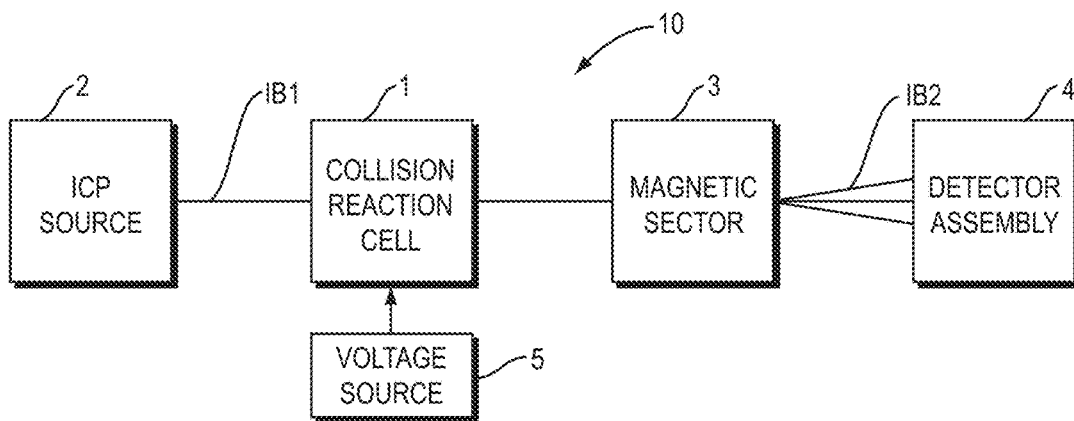 10
2
IB1
1
3
IB2
4
ICP
SOURCE
COLLISION
REACTION
CELL
MAGNETIC
SECTOR
DETECTOR
ASSEMBLY
VOLTAGE
SOURCE
5